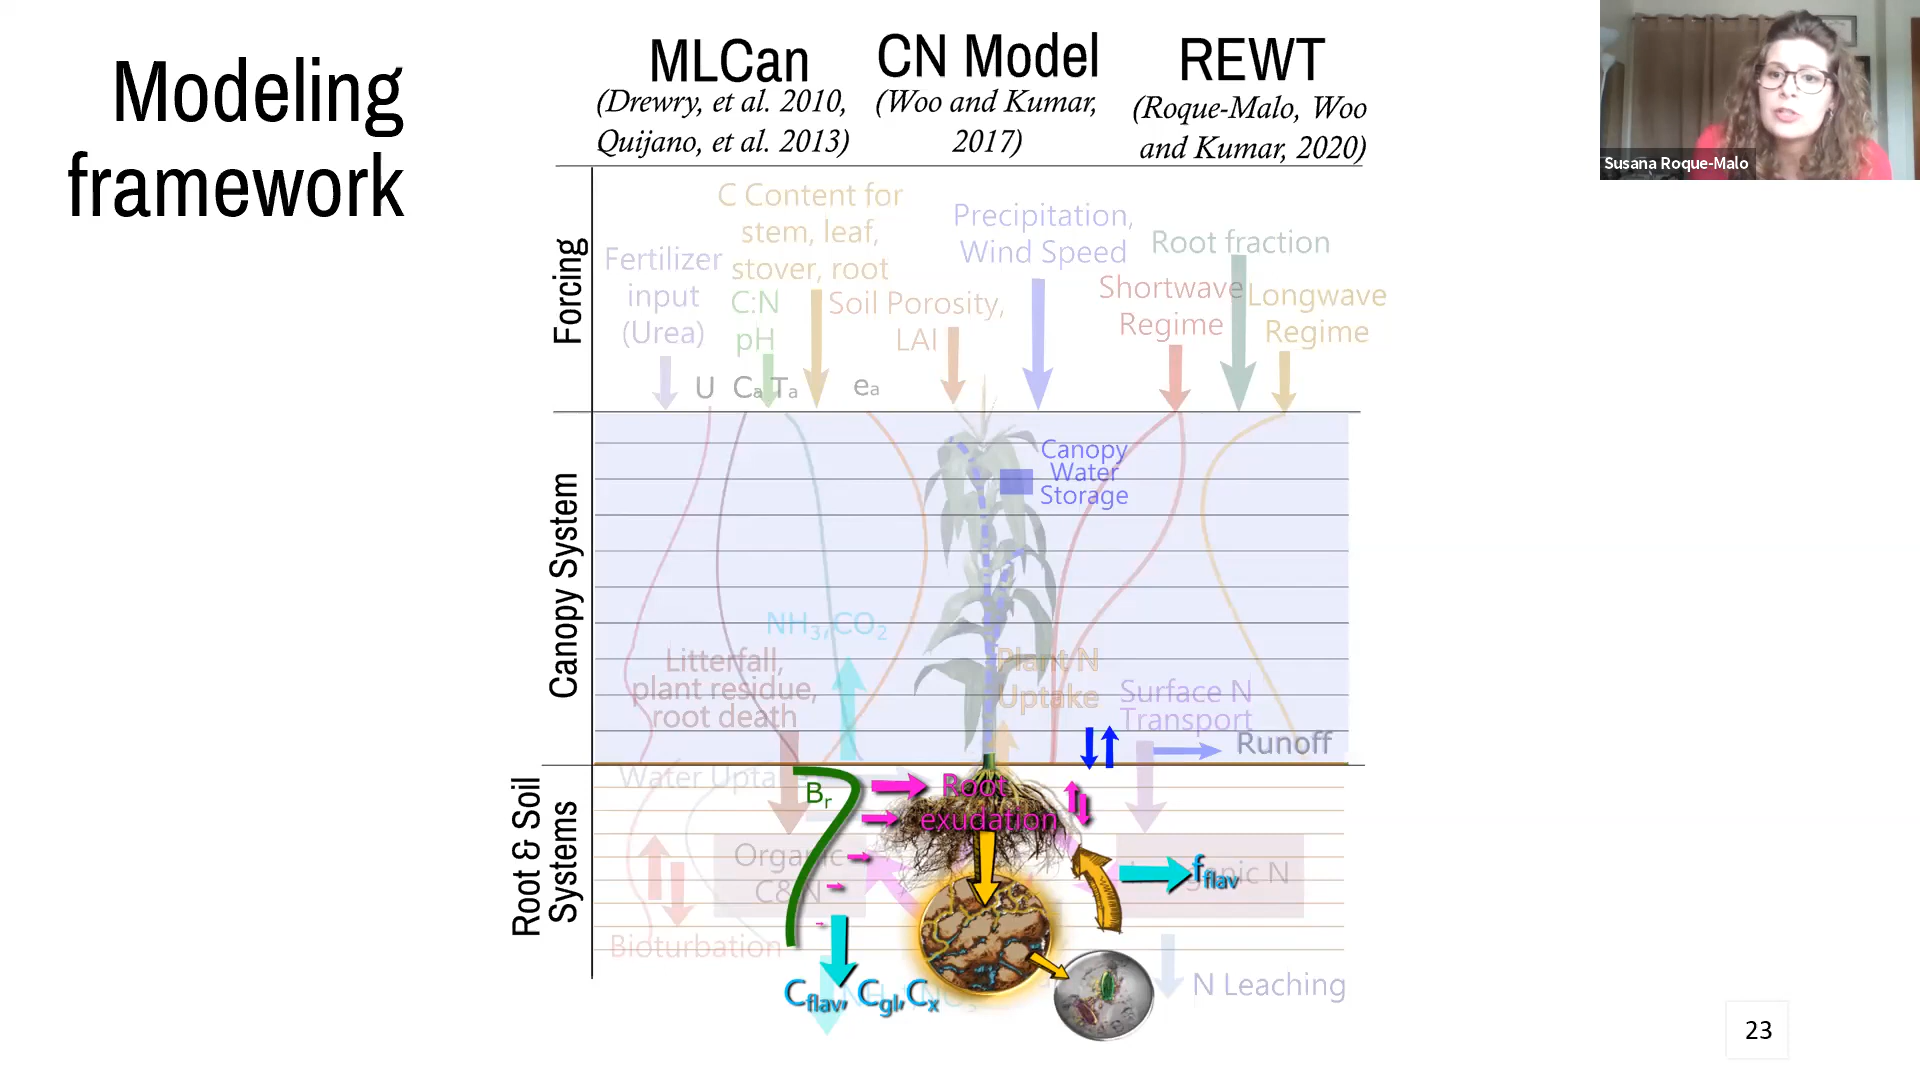 Modeling
framework
MLCan
(Drewry, et al. 2010,
Quijano, et al. 2013)
CN Model
(Woo and Kumar,
2017)
REWT
(Roque-Malo, Woo
and Kumar, 2020)
Susana Roque-Malo
Forcing
Fertilizer
input
(Urea)
C Content for
stem, leaf,
stover, root
C:N
pH
Soil Porosity,
LAI
Precipitation,
Wind Speed
Root fraction
Shortwave
Regime
Longwave
Regime
U Ca Ta ea
Canopy System
Canopy
Water
Storage
NH3,CO2
Litterfall,
plant residue,
root death
Plant N
Uptake
Surface N
Transport
Runoff
Root & Soil
Systems
Water Upta
Br
Root
exudation
Organic
C&N
fflav
nic N
Bioturbation
Cflav, Cgl, Cx
N Leaching
23